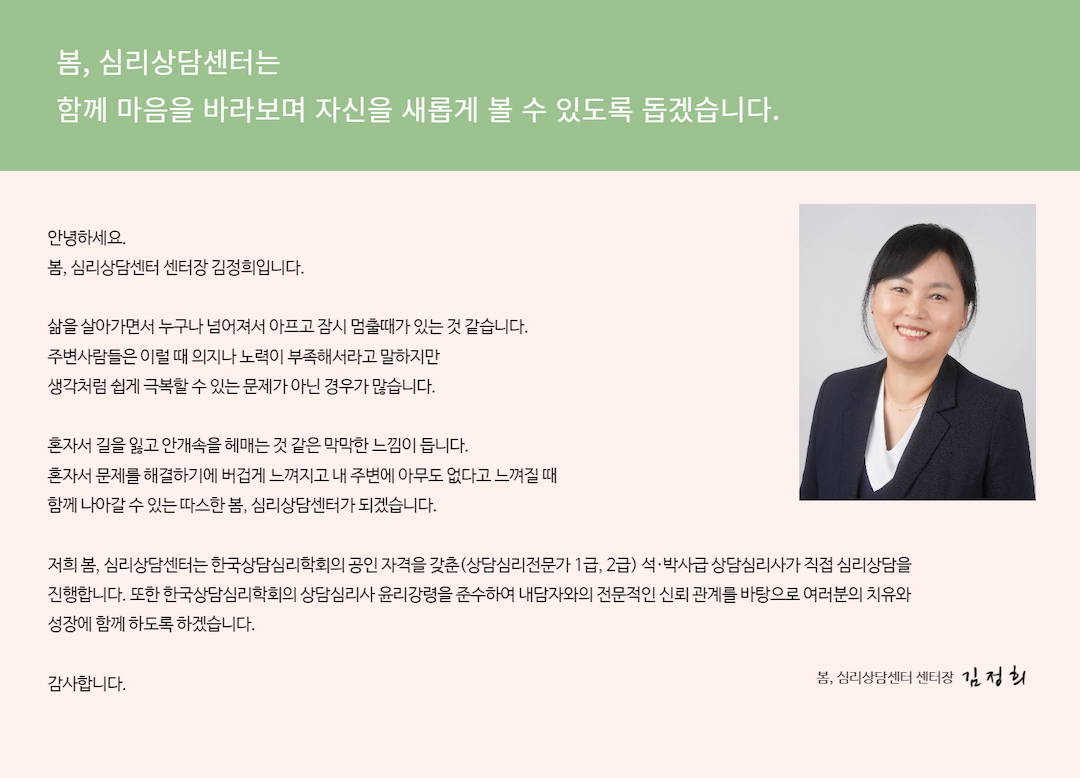 봄, 심리상담센터는
함께 마음을 바라보며 자신을 새롭게 볼 수 있도록 돕겠습니다.
안녕하세요.
봄, 심리상담센터 센터장 김정희입니다.
삶을 살아가면서 누구나 넘어져서 아프고 잠시 멈출때가 있는 것 같습니다.
주변사람들은 이럴 때 의지나 노력이 부족해서라고 말하지만
생각처럼 쉽게 극복할 수 있는 문제가 아닌 경우가 많습니다.
혼자서 길을 잃고 안개속을 헤매는 것 같은 막막한 느낌이 듭니다.
혼자서 문제를 해결하기에 버겁게 느껴지고 내 주변에 아무도 없다고 느껴질 때
함께 나아갈 수 있는 따스한 봄, 심리상담센터가 되겠습니다.
저희 봄, 심리상담센터는 한국상담심리학회의 공인 자격을 갖춘(상담심리전문가 1급, 2급) 석·박사급 상담심리사가 직접 심리상담을
진행합니다. 또한 한국상담심리학회의 상담심리사 윤리강령을 준수하여 내담자와의 전문적인 신뢰 관계를 바탕으로 여러분의 치유와
성장에 함께 하도록 하겠습니다.
감사합니다.
봄, 심리상담센터 센터장 김정희